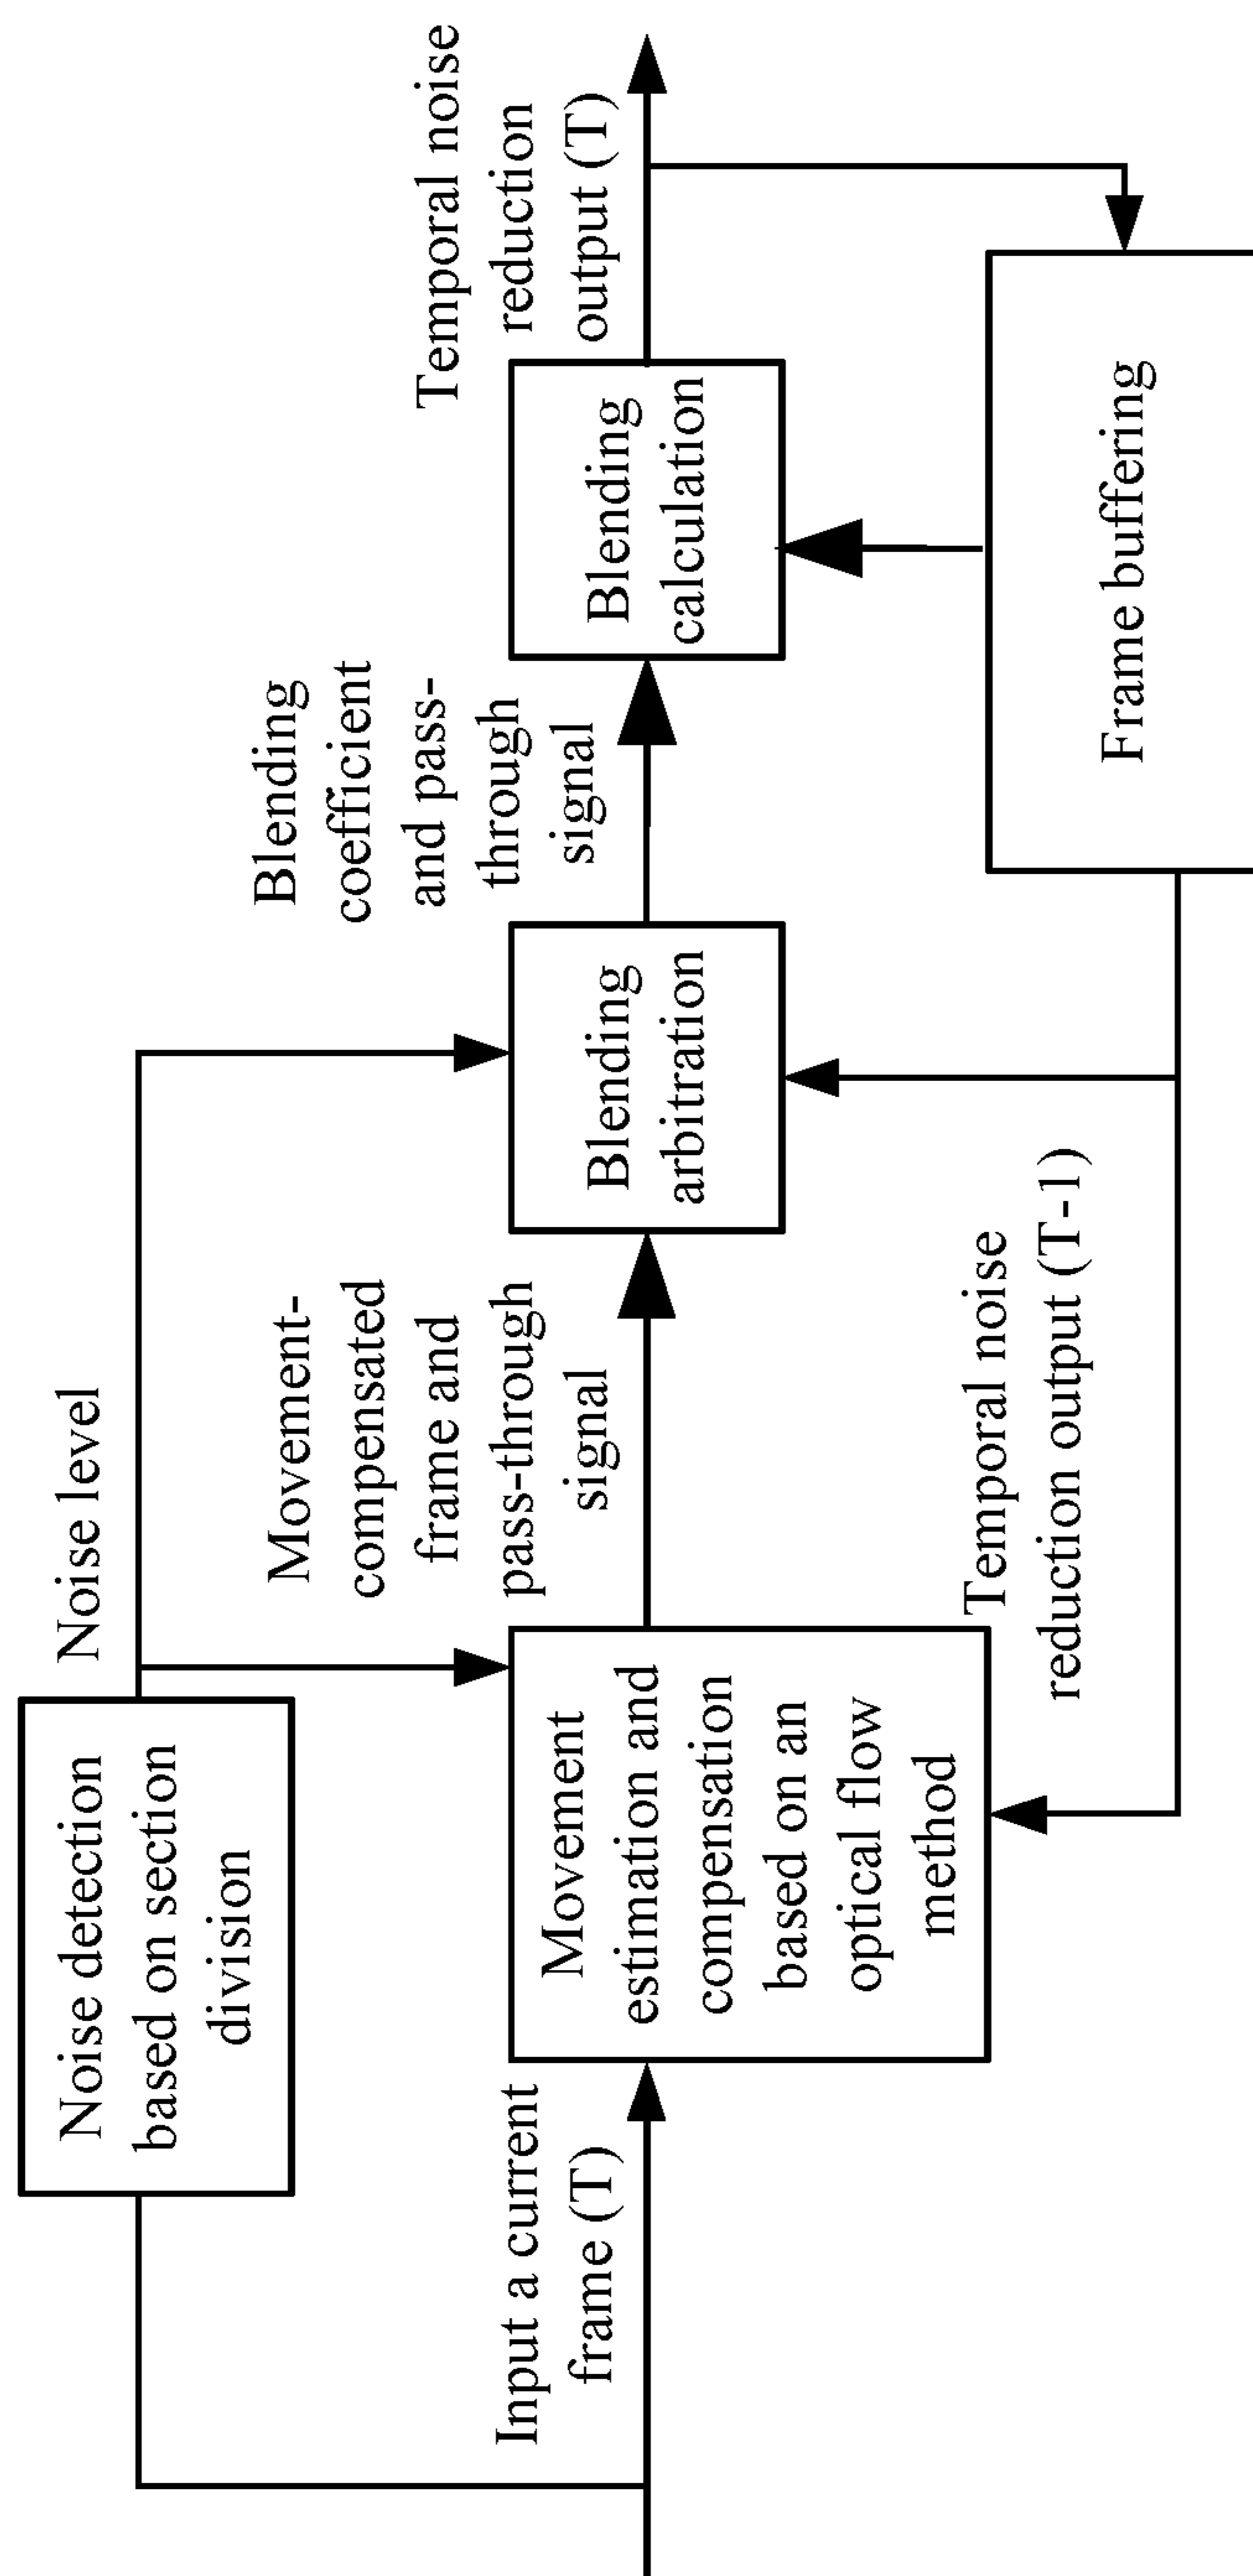 Noise detection
based on section
division
Noise level
Input a current
frame (T)
Movement
estimation and
compensation
based on an
optical flow
method
Movement-
compensated
frame and
pass-through
signal
Blending
arbitration
Blending
coefficient
and pass-
through
signal
Blending
calculation
Temporal noise
reduction
output (T)
Temporal noise
reduction output (T-1)
Frame buffering